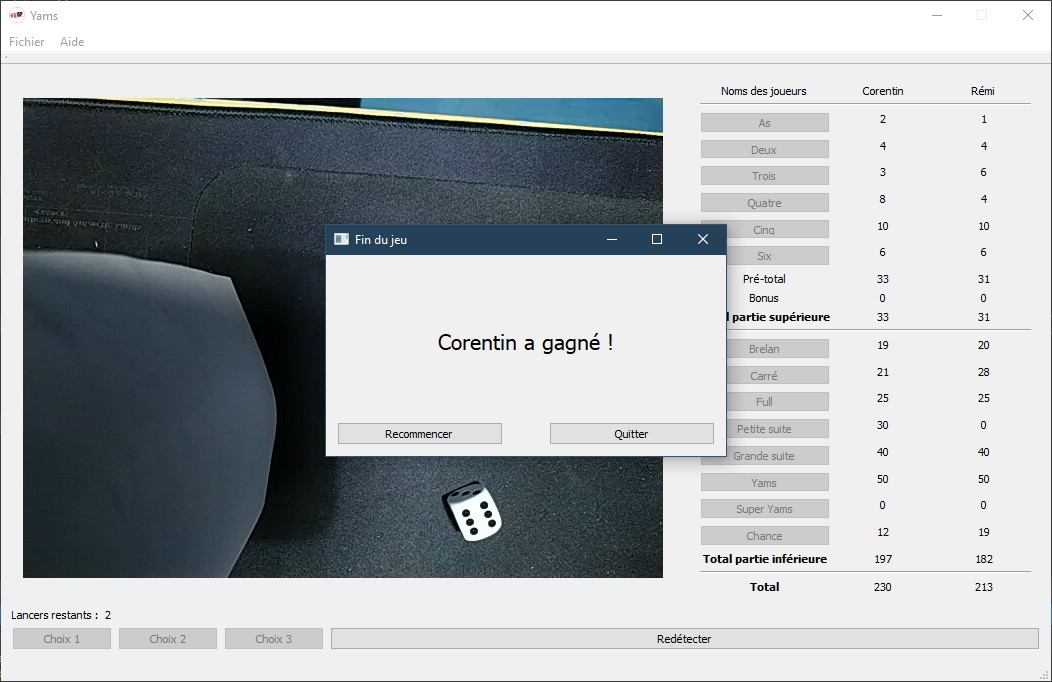 Yams
Fichier Aide
Noms des joueurs Corentin Rémi
As 2 1
Deux 4 4
Trois 3 6
Quatre 8 4
Cinq 10 10
Six 6 6
Pré-total 33 31
Bonus 0 0
partie supérieure 33 31
Brelan 19 20
Carré 21 28
Full 25 25
Petite suite 30 0
Grande suite 40 40
Yams 50 50
Super Yams 0 0
Chance 12 19
Total partie inférieure 197 182
Total 230 213
Fin du jeu
Corentin a gagné !
Recommencer Quitter
Lancers restants : 2
Choix 1 Choix 2 Choix 3 Redétecter